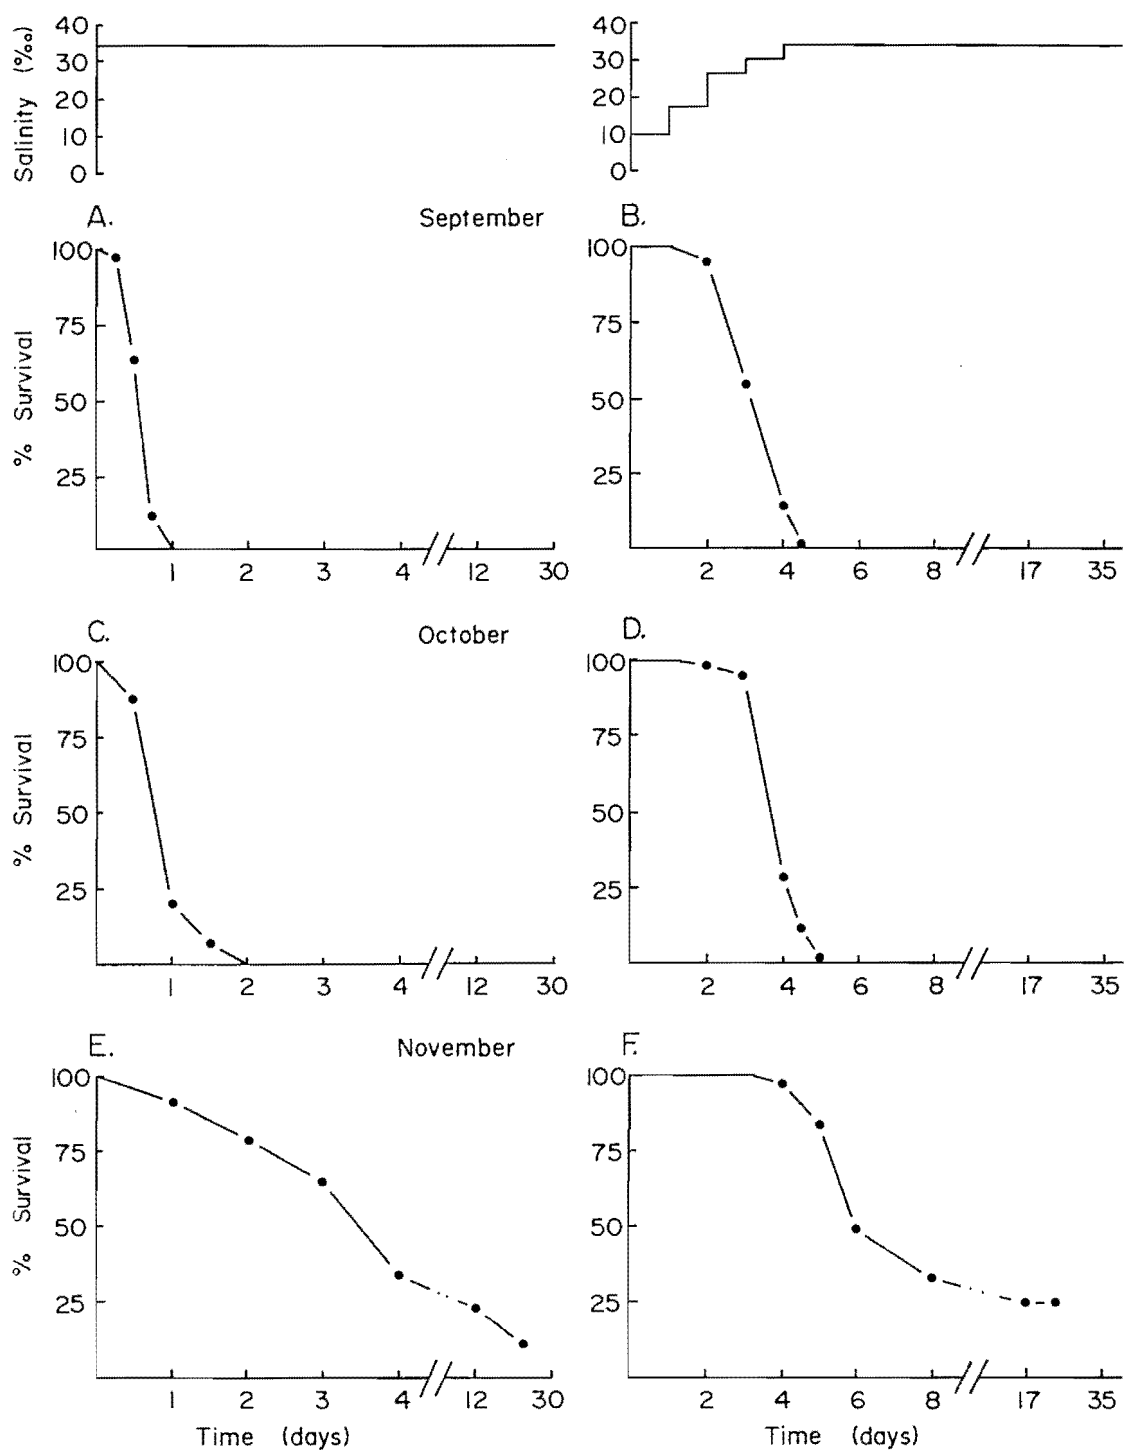 Salinity (‰)
40
30
20
10
0
40
30
20
10
0
A. September B.
% Survival
100
75
50
25
1 2 3 4 12 30
100
75
50
25
2 4 6 8 17 35
C. October D.
% Survival
100
75
50
25
1 2 3 4 12 30
100
75
50
25
2 4 6 8 17 35
E. November F.
% Survival
100
75
50
25
1 2 3 4 12 30
Time (days)
100
75
50
25
2 4 6 8 17 35
Time (days)